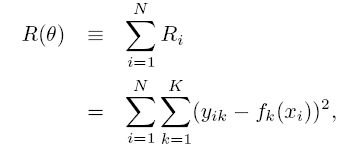 R(θ) ≡ ∑_{i=1}^{N} R_i
= ∑_{i=1}^{N} ∑_{k=1}^{K} (y_{ik} − f_k(x_i))²,